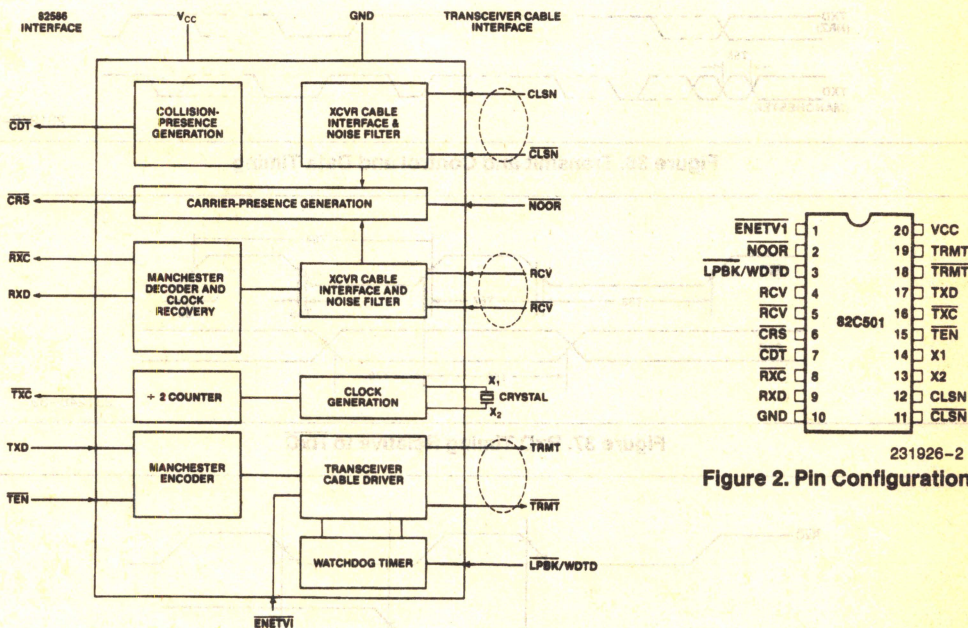 82586
INTERFACE
VCC
GND
TRANSCEIVER CABLE
INTERFACE
COLLISION-
PRESENCE
GENERATION
XCVR CABLE
INTERFACE &
NOISE FILTER
CLSN
CDT
CLSN
CRS
CARRIER-PRESENCE GENERATION
NOOR
RXC
RXD
MANCHESTER
DECODER AND
CLOCK
RECOVERY
XCVR CABLE
INTERFACE AND
NOISE FILTER
RCV
RCV
TXC
÷ 2 COUNTER
CLOCK
GENERATION
X1
CRYSTAL
X2
TXD
TEN
MANCHESTER
ENCODER
TRANSCEIVER
CABLE DRIVER
TRMT
TRMT
WATCHDOG TIMER
LPBK/WDTD
ENETV1
ENETV1 1
NOOR 2
LPBK/WDTD 3
RCV 4
RCV 5
CRS 6
CDT 7
RXC 8
RXD 9
GND 10
82C501
20 VCC
19 TRMT
18 TRMT
17 TXD
16 TXC
15 TEN
14 X1
13 X2
12 CLSN
11 CLSN
231926-2
Figure 2. Pin Configuration